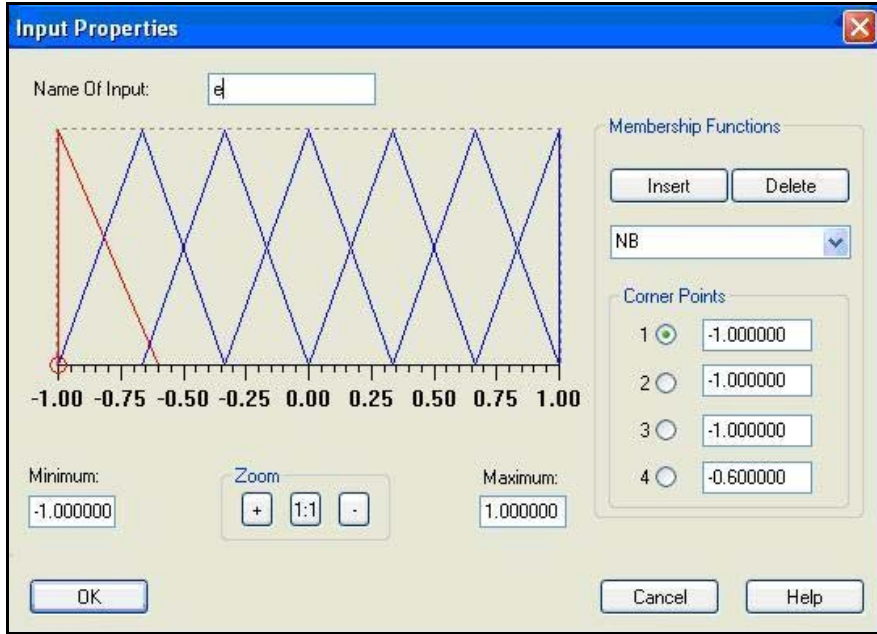 Input Properties
Name Of Input: e
Membership Functions
Insert Delete
NB
Corner Points
1 -1.000000
2 -1.000000
3 -1.000000
4 -0.600000
-1.00 -0.75 -0.50 -0.25 0.00 0.25 0.50 0.75 1.00
Minimum:
-1.000000
Zoom
+ 1:1 -
Maximum:
1.000000
OK Cancel Help